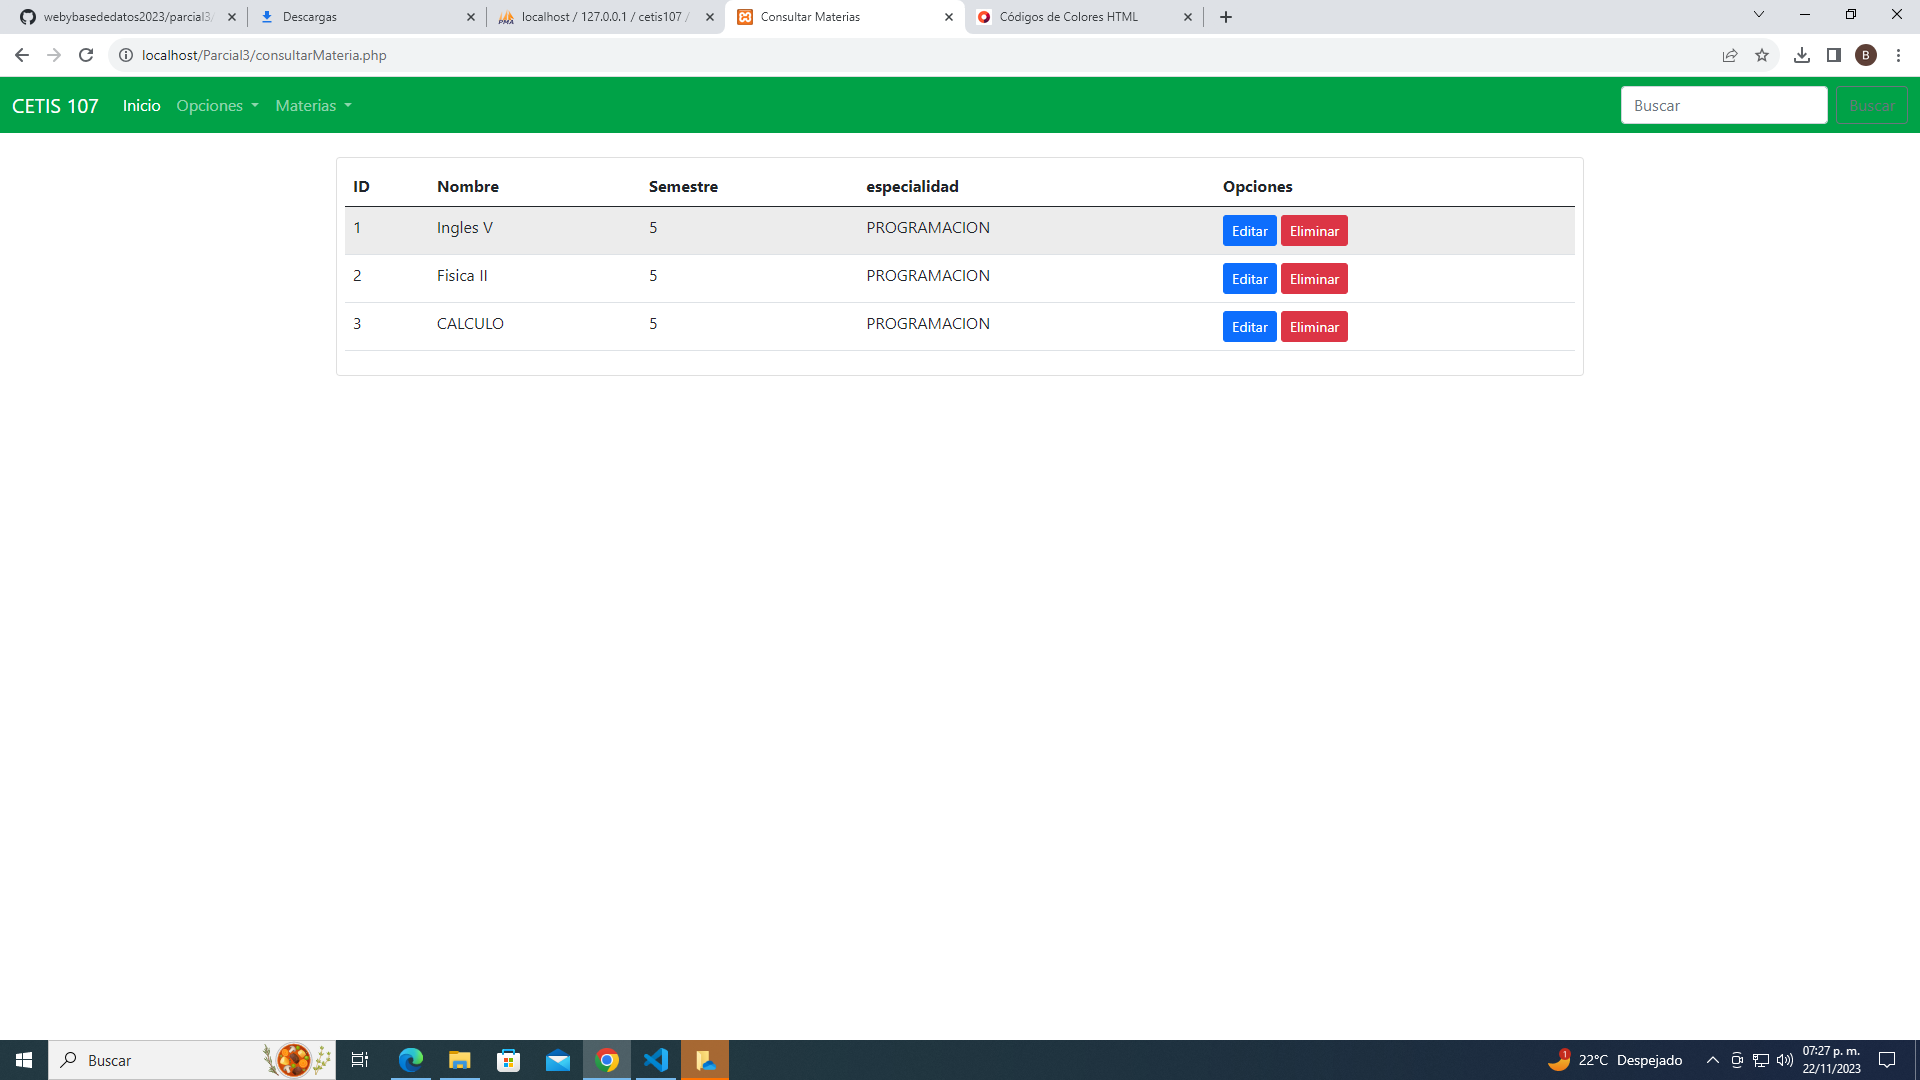 webybasededatos2023/parcial3/
Descargas
localhost / 127.0.0.1 / cetis107 /
Consultar Materias
Códigos de Colores HTML
localhost/Parcial3/consultarMateria.php
B
CETIS 107 Inicio Opciones Materias Buscar Buscar
ID Nombre Semestre especialidad Opciones
1 Ingles V 5 PROGRAMACION Editar Eliminar
2 Fisica II 5 PROGRAMACION Editar Eliminar
3 CALCULO 5 PROGRAMACION Editar Eliminar
Buscar
1
22°C Despejado
07:27 p. m.
22/11/2023